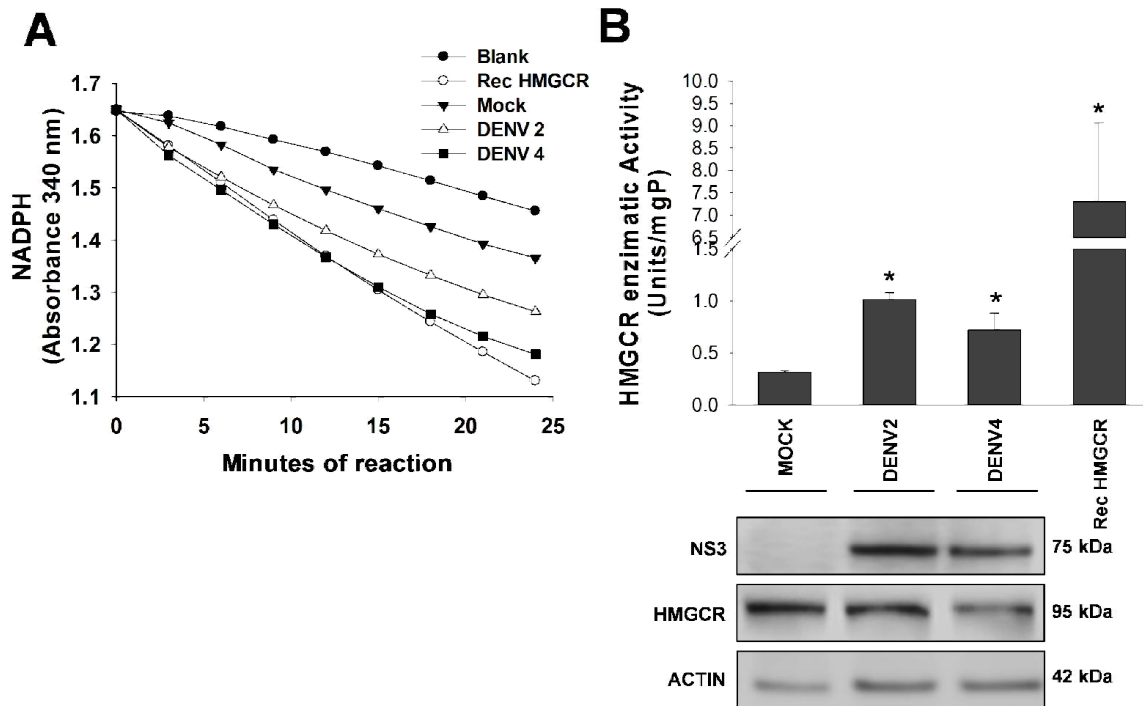 A
Blank
Rec HMGCR
Mock
DENV 2
DENV 4
1.7
1.6
1.5
1.4
1.3
1.2
1.1
NADPH
(Absorbance 340 nm)
0 5 10 15 20 25
Minutes of reaction
B
HMGCR enzimatic Activity
(Units/mgP)
10.0
9.5
9.0
8.5
8.0
7.5
7.0
6.5
1.5
1.0
0.5
0.0
* * *
MOCK
DENV2
DENV4
Rec HMGCR
NS3 75 kDa
HMGCR 95 kDa
ACTIN 42 kDa